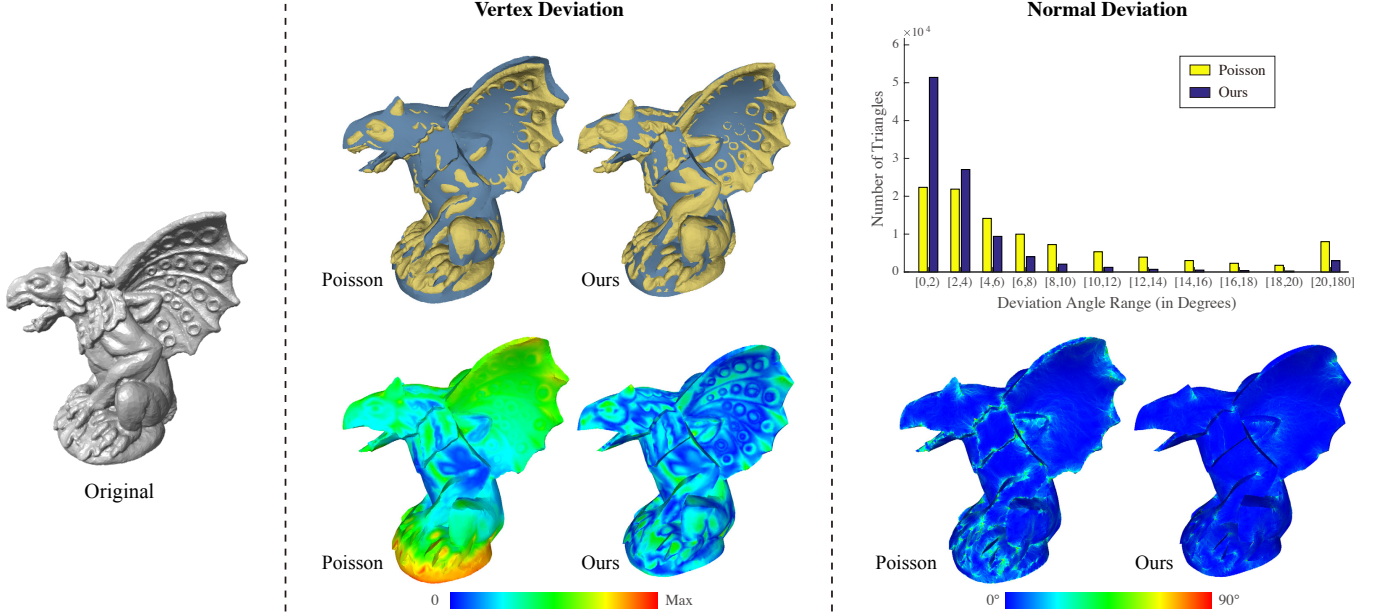 Vertex Deviation
Normal Deviation
Original
Poisson
Ours
Poisson
Ours
0
Max
×10⁴
6
5
4
3
2
1
0
Number of Triangles
Poisson
Ours
[0,2)
[2,4)
[4,6)
[6,8)
[8,10)
[10,12)
[12,14)
[14,16)
[16,18)
[18,20)
[20,180]
Deviation Angle Range (in Degrees)
Poisson
Ours
0°
90°